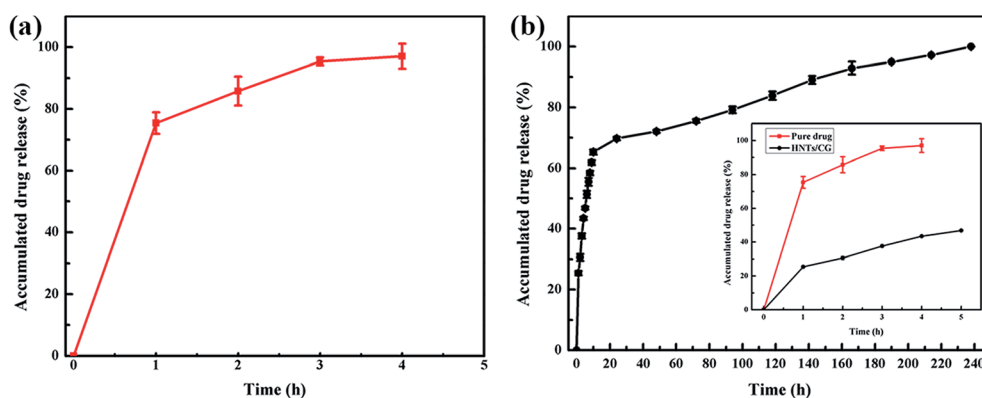 (a)
Accumulated drug release (%)
100
80
60
40
20
0
0 1 2 3 4 5
Time (h)
(b)
Accumulated drug release (%)
100
80
60
40
20
0
0 20 40 60 80 100 120 140 160 180 200 220 240
Time (h)
Pure drug
HNTs/CG
Accumulated drug release (%)
100
80
60
40
20
0
0 1 2 3 4 5
Time (h)